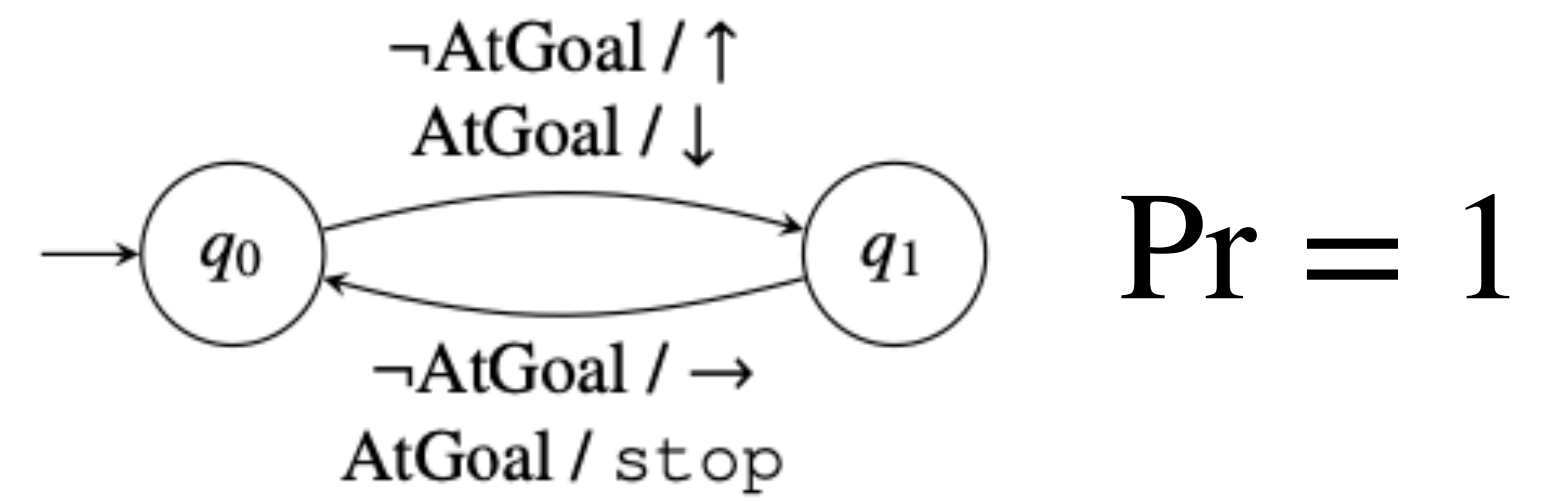 ¬AtGoal / ↑
AtGoal / ↓
q0
q1
Pr = 1
¬AtGoal / →
AtGoal / stop